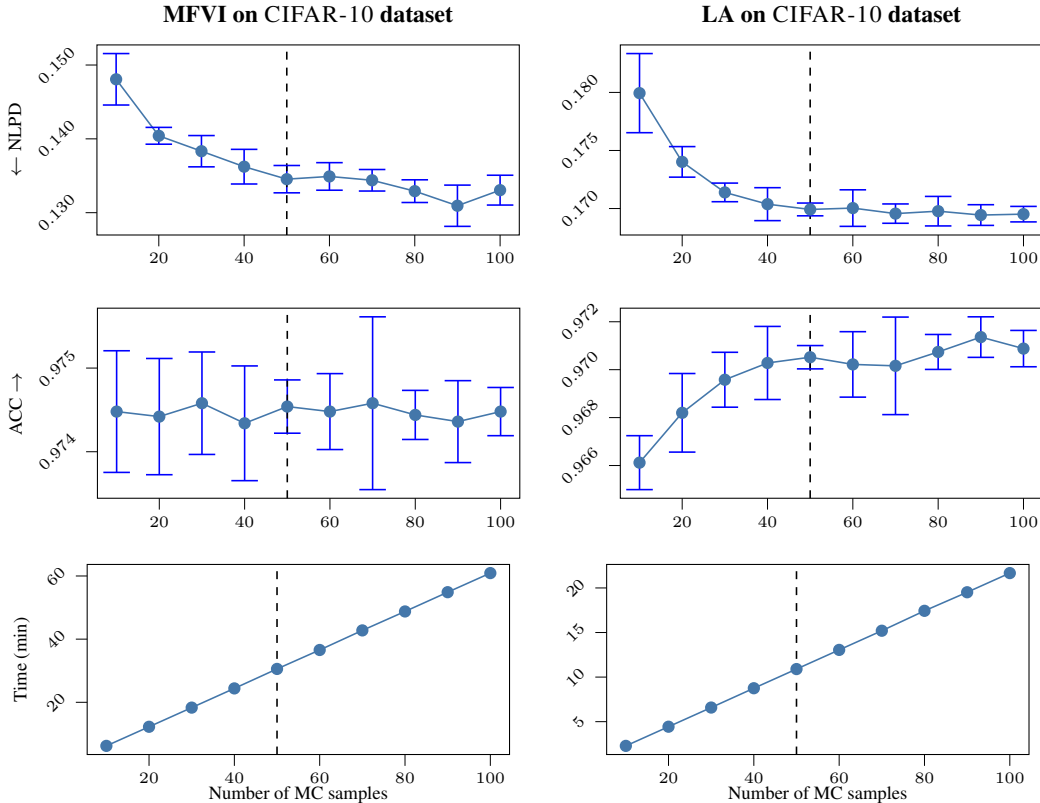 MFVI on CIFAR-10 dataset
LA on CIFAR-10 dataset
← NLPD
0.150
0.140
0.130
20 40 60 80 100
0.180
0.175
0.170
20 40 60 80 100
ACC →
0.975
0.974
20 40 60 80 100
0.972
0.970
0.968
0.966
20 40 60 80 100
Time (min)
60
40
20
20 40 60 80 100
Number of MC samples
20
15
10
5
20 40 60 80 100
Number of MC samples